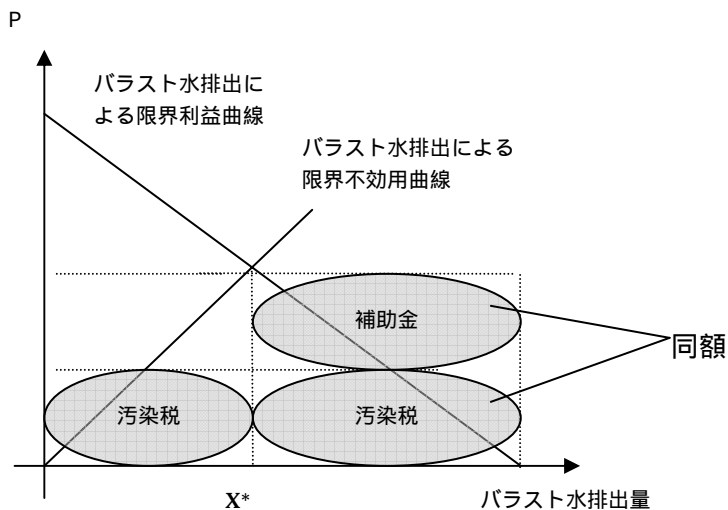 P
バラスト水排出に
よる限界利益曲線
バラスト水排出による
限界不効用曲線
補助金
同額
汚染税
汚染税
X*
バラスト水排出量